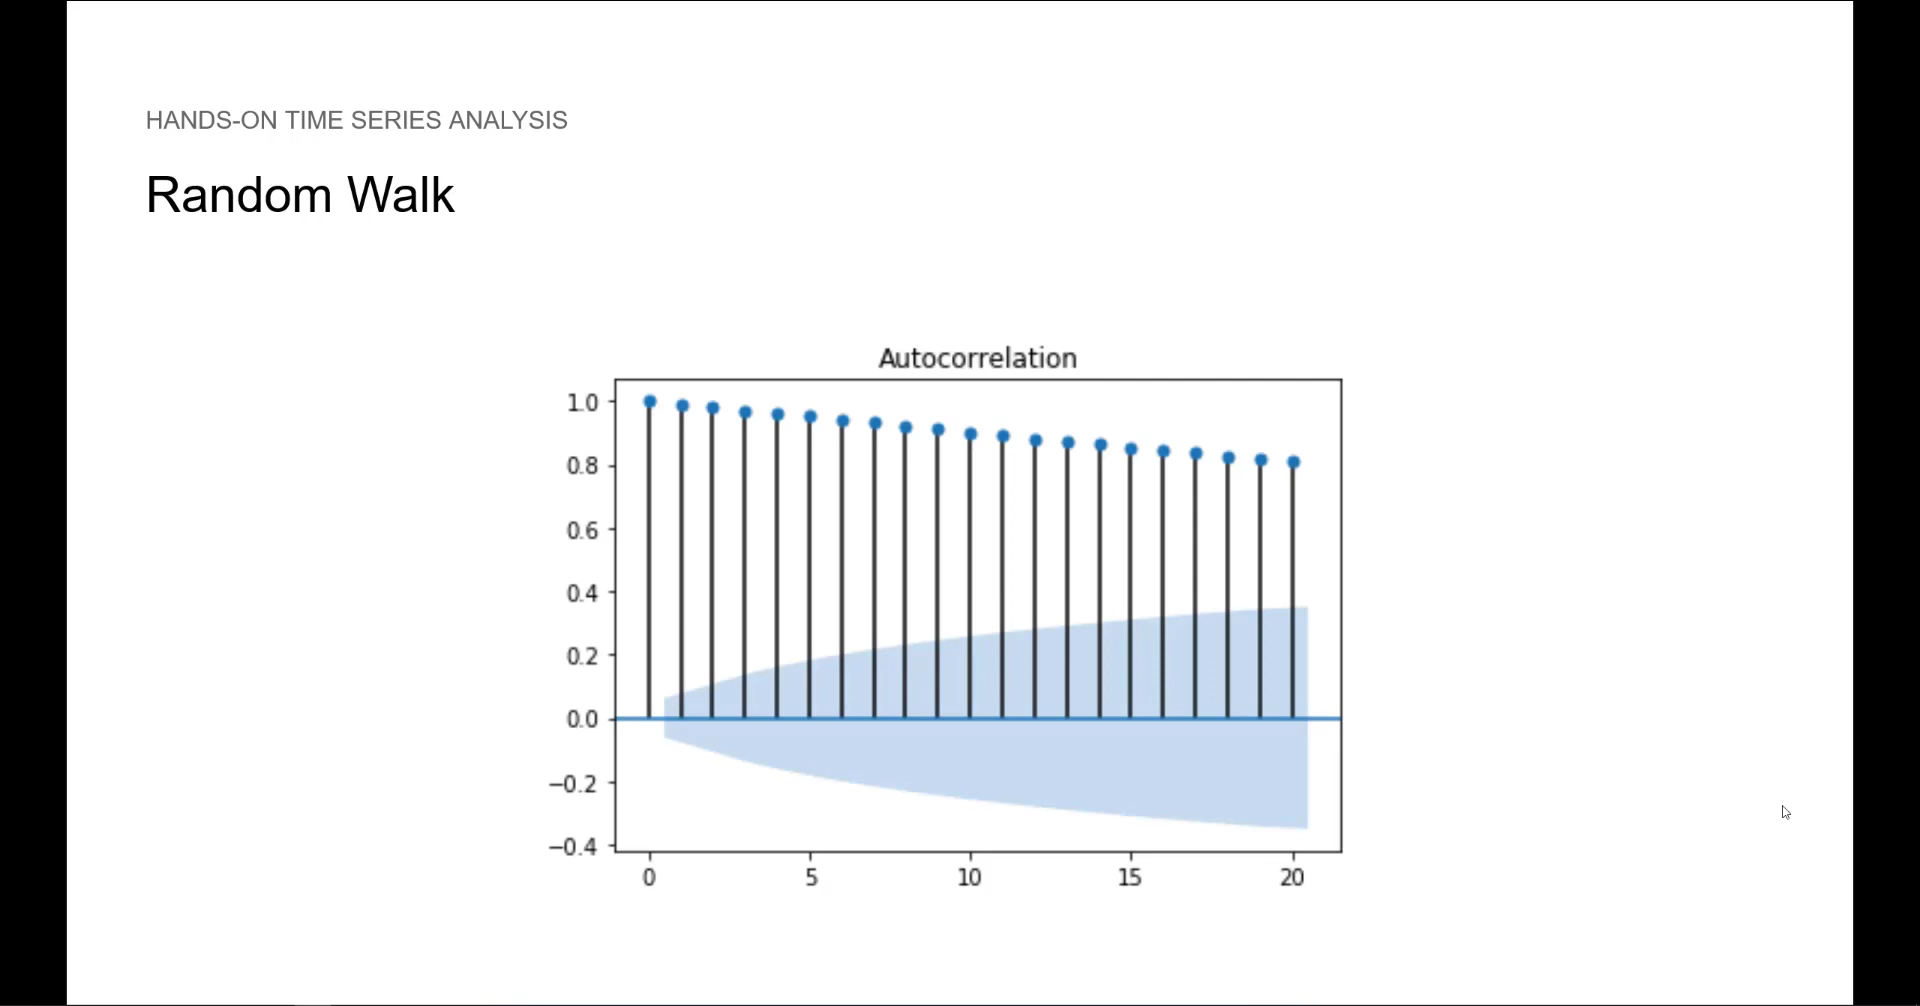 HANDS-ON TIME SERIES ANALYSIS
Random Walk
Autocorrelation
1.0
0.8
0.6
0.4
0.2
0.0
−0.2
−0.4
0 5 10 15 20